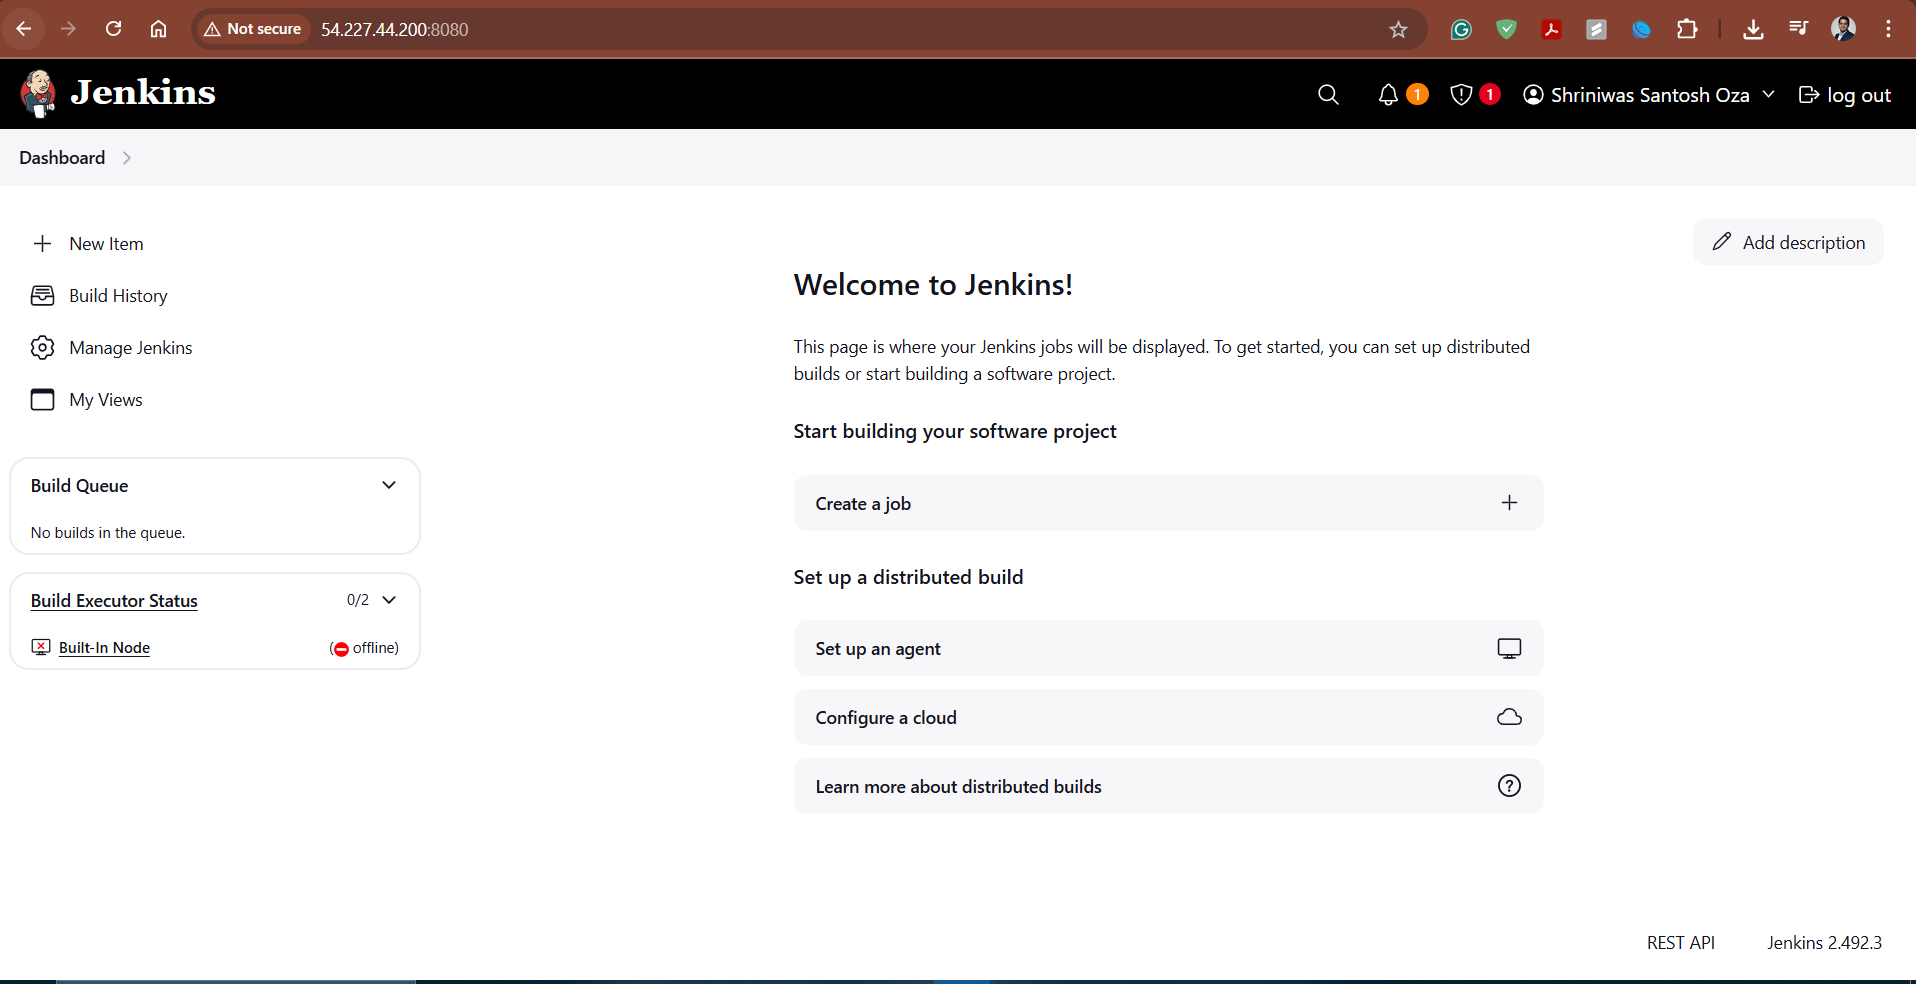 Not secure 54.227.44.200:8080
Jenkins
1 1 Shriniwas Santosh Oza log out
Dashboard
New Item
Build History
Manage Jenkins
My Views
Build Queue
No builds in the queue.
Build Executor Status 0/2
Built-In Node (offline)
Add description
Welcome to Jenkins!
This page is where your Jenkins jobs will be displayed. To get started, you can set up distributed
builds or start building a software project.
Start building your software project
Create a job
Set up a distributed build
Set up an agent
Configure a cloud
Learn more about distributed builds
REST API Jenkins 2.492.3